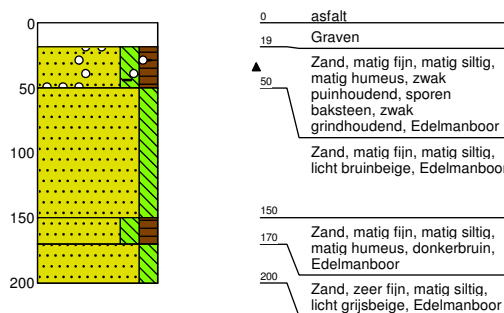 0
50
100
150
200
0 asfalt
19 Graven
Zand, matig fijn, matig siltig,
matig humeus, zwak
50 puinhoudend, sporen
baksteen, zwak
grindhoudend, Edelmanboor
Zand, matig fijn, matig siltig,
licht bruinbeige, Edelmanboor
150
Zand, matig fijn, matig siltig,
170 matig humeus, donkerbruin,
Edelmanboor
200 Zand, zeer fijn, matig siltig,
licht grijsbeige, Edelmanboor